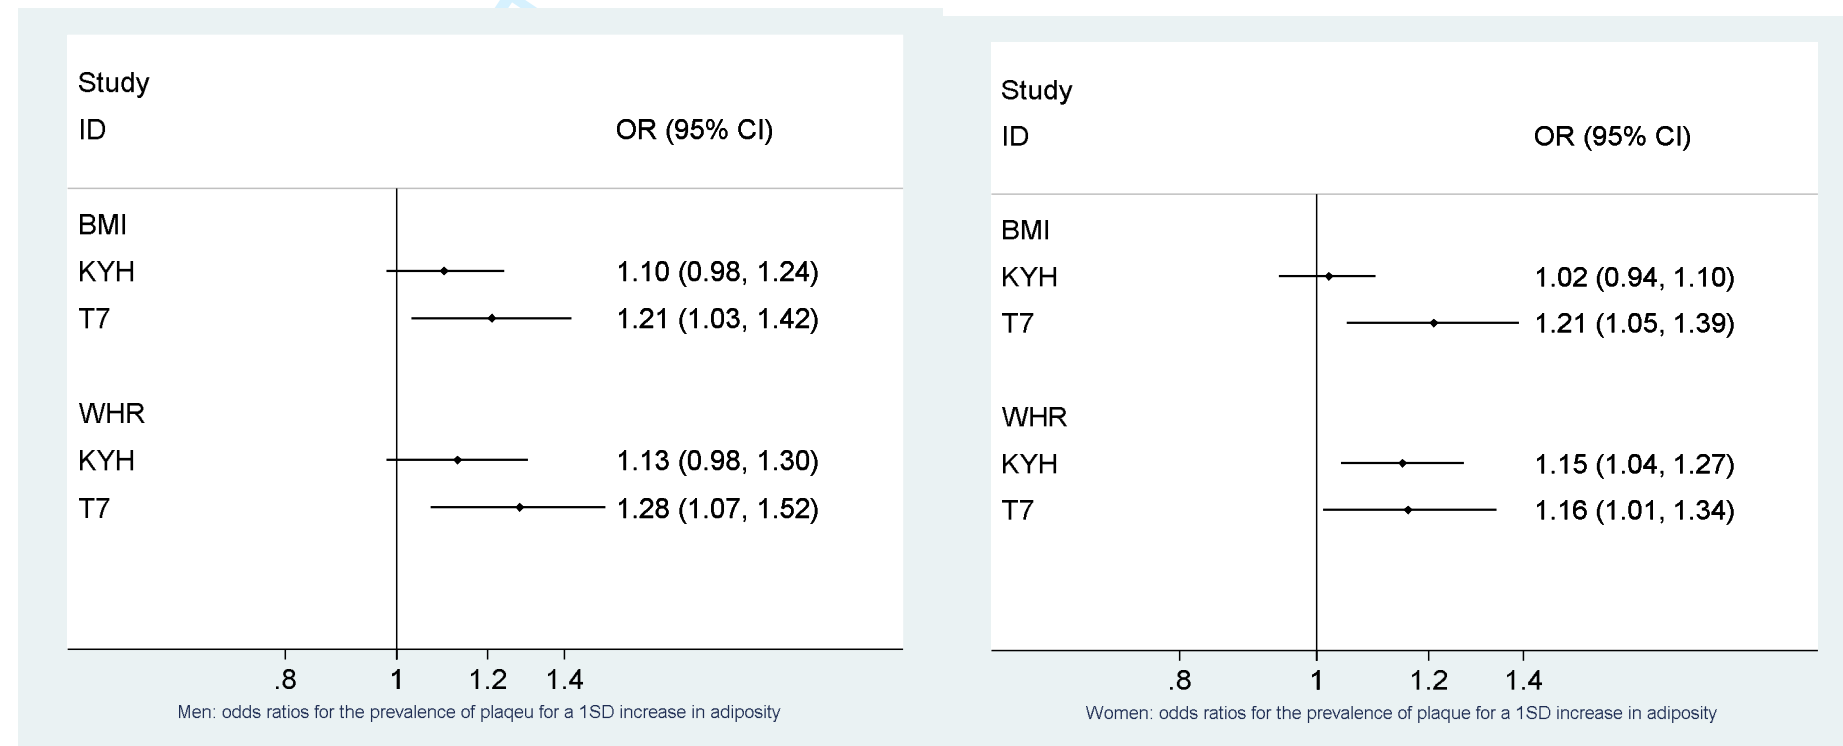 Study
ID OR (95% CI)
BMI
KYH 1.10 (0.98, 1.24)
T7 1.21 (1.03, 1.42)
WHR
KYH 1.13 (0.98, 1.30)
T7 1.28 (1.07, 1.52)
.8 1 1.2 1.4
Men: odds ratios for the prevalence of plaqeu for a 1SD increase in adiposity
Study
ID OR (95% CI)
BMI
KYH 1.02 (0.94, 1.10)
T7 1.21 (1.05, 1.39)
WHR
KYH 1.15 (1.04, 1.27)
T7 1.16 (1.01, 1.34)
.8 1 1.2 1.4
Women: odds ratios for the prevalence of plaque for a 1SD increase in adiposity